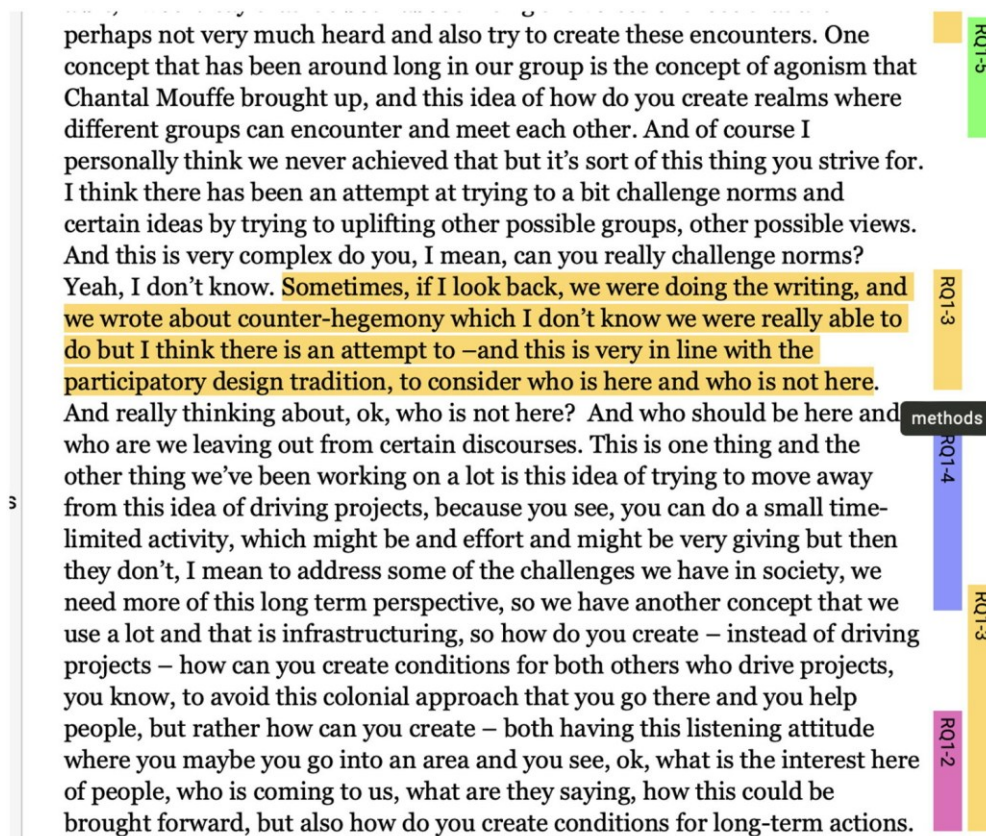 perhaps not very much heard and also try to create these encounters. One
concept that has been around long in our group is the concept of agonism that
Chantal Mouffe brought up, and this idea of how do you create realms where
different groups can encounter and meet each other. And of course I
personally think we never achieved that but it's sort of this thing you strive for.
I think there has been an attempt at trying to a bit challenge norms and
certain ideas by trying to uplifting other possible groups, other possible views.
And this is very complex do you, I mean, can you really challenge norms?
Yeah, I don't know. Sometimes, if I look back, we were doing the writing, and
we wrote about counter-hegemony which I don't know we were really able to
do but I think there is an attempt to –and this is very in line with the
participatory design tradition, to consider who is here and who is not here.
And really thinking about, ok, who is not here? And who should be here and
who are we leaving out from certain discourses. This is one thing and the
other thing we've been working on a lot is this idea of trying to move away
from this idea of driving projects, because you see, you can do a small time-
limited activity, which might be and effort and might be very giving but then
they don't, I mean to address some of the challenges we have in society, we
need more of this long term perspective, so we have another concept that we
use a lot and that is infrastructuring, so how do you create – instead of driving
projects – how can you create conditions for both others who drive projects,
you know, to avoid this colonial approach that you go there and you help
people, but rather how can you create – both having this listening attitude
where you maybe you go into an area and you see, ok, what is the interest here
of people, who is coming to us, what are they saying, how this could be
brought forward, but also how do you create conditions for long-term actions.
s
RQ1-5
RQ1-3
methods
RQ1-4
RQ1-3
RQ1-2